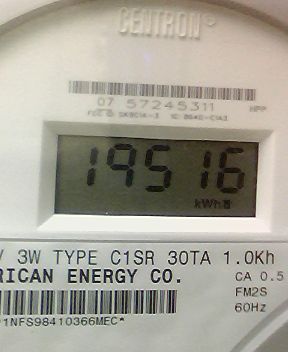 CENTRON®
07 57245311
19516
kWh
V 3W TYPE C1SR 30TA 1.0Kh
RICAN ENERGY CO.
CA 0.5
FM2S
60Hz
1NFS98410366MEC*